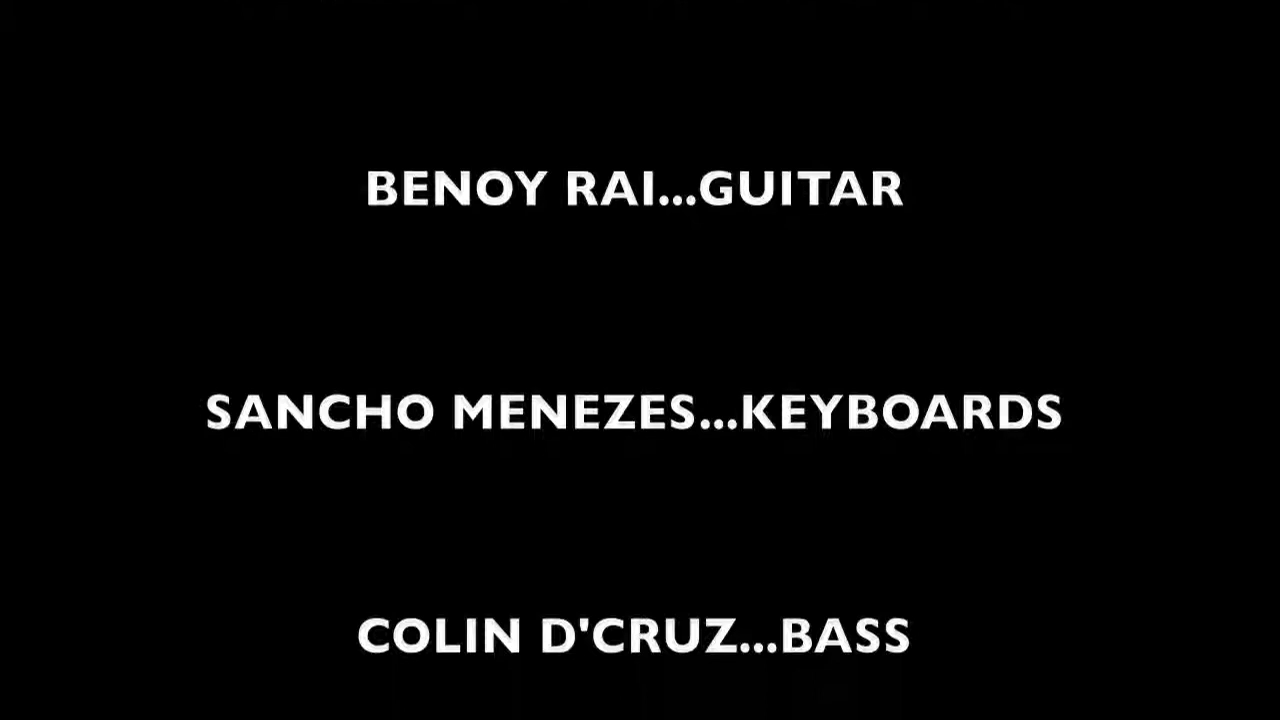 BENOY RAI...GUITAR
SANCHO MENEZES...KEYBOARDS
COLIN D'CRUZ...BASS